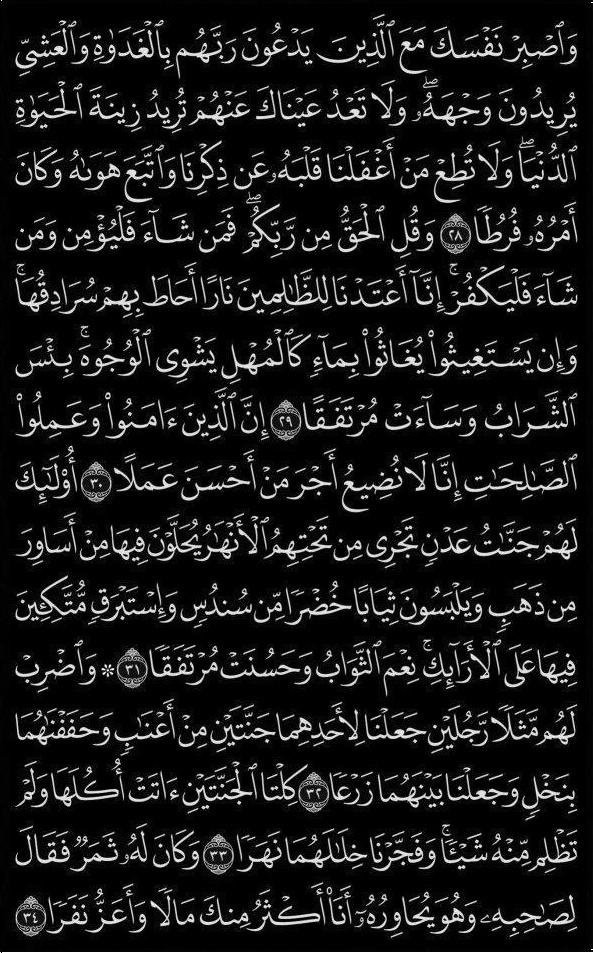 وَٱصۡبِرۡ نَفۡسَكَ مَعَ ٱلَّذِينَ يَدۡعُونَ رَبَّهُم بِٱلۡغَدَوٰةِ وَٱلۡعَشِيِّ
يُرِيدُونَ وَجۡهَهُۥۖ وَلَا تَعۡدُ عَيۡنَاكَ عَنۡهُمۡ تُرِيدُ زِينَةَ ٱلۡحَيَوٰةِ
ٱلدُّنۡيَاۖ وَلَا تُطِعۡ مَنۡ أَغۡفَلۡنَا قَلۡبَهُۥ عَن ذِكۡرِنَا وَٱتَّبَعَ هَوَىٰهُ وَكَانَ
أَمۡرُهُۥ فُرُطٗا ٢٨ وَقُلِ ٱلۡحَقُّ مِن رَّبِّكُمۡۖ فَمَن شَآءَ فَلۡيُؤۡمِن وَمَن
شَآءَ فَلۡيَكۡفُرۡۚ إِنَّآ أَعۡتَدۡنَا لِلظَّٰلِمِينَ نَارًا أَحَاطَ بِهِمۡ سُرَادِقُهَاۚ
وَإِن يَسۡتَغِيثُواْ يُغَاثُواْ بِمَآءٖ كَٱلۡمُهۡلِ يَشۡوِي ٱلۡوُجُوهَۚ بِئۡسَ
ٱلشَّرَابُ وَسَآءَتۡ مُرۡتَفَقًا ٢٩ إِنَّ ٱلَّذِينَ ءَامَنُواْ وَعَمِلُواْ
ٱلصَّٰلِحَٰتِ إِنَّا لَا نُضِيعُ أَجۡرَ مَنۡ أَحۡسَنَ عَمَلًا ٣٠ أُوْلَٰٓئِكَ
لَهُمۡ جَنَّٰتُ عَدۡنٖ تَجۡرِي مِن تَحۡتِهِمُ ٱلۡأَنۡهَٰرُ يُحَلَّوۡنَ فِيهَا مِنۡ أَسَاوِرَ
مِن ذَهَبٖ وَيَلۡبَسُونَ ثِيَابًا خُضۡرٗا مِّن سُندُسٖ وَإِسۡتَبۡرَقٖ مُّتَّكِـِٔينَ
فِيهَا عَلَى ٱلۡأَرَآئِكِۚ نِعۡمَ ٱلثَّوَابُ وَحَسُنَتۡ مُرۡتَفَقٗا ٣١ ۞ وَٱضۡرِبۡ
لَهُم مَّثَلٗا رَّجُلَيۡنِ جَعَلۡنَا لِأَحَدِهِمَا جَنَّتَيۡنِ مِنۡ أَعۡنَٰبٖ وَحَفَفۡنَٰهُمَا
بِنَخۡلٖ وَجَعَلۡنَا بَيۡنَهُمَا زَرۡعٗا ٣٢ كِلۡتَا ٱلۡجَنَّتَيۡنِ ءَاتَتۡ أُكُلَهَا وَلَمۡ
تَظۡلِم مِّنۡهُ شَيۡـٔٗاۚ وَفَجَّرۡنَا خِلَٰلَهُمَا نَهَرٗا ٣٣ وَكَانَ لَهُۥ ثَمَرٞ فَقَالَ
لِصَٰحِبِهِۦ وَهُوَ يُحَاوِرُهُۥٓ أَنَا۠ أَكۡثَرُ مِنكَ مَالٗا وَأَعَزُّ نَفَرٗا ٣٤